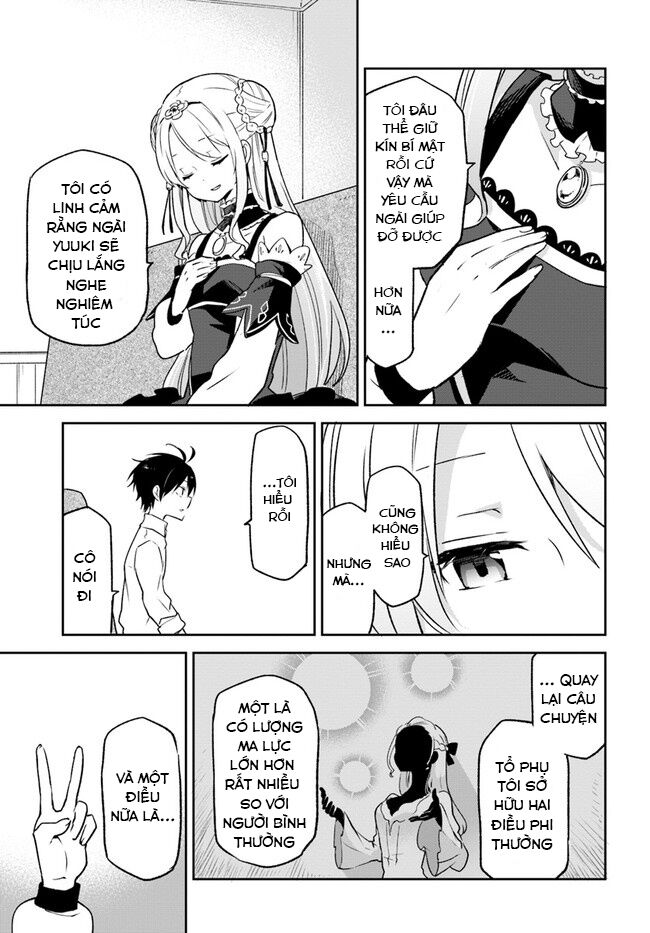 TÔI ĐÂU
THỂ GIỮ
KÍN BÍ MẬT
RỒI CỨ
VẬY MÀ
YÊU CẦU
NGÀI GIÚP
ĐỠ ĐƯỢC
HƠN
NỮA
...
TÔI CÓ
LINH CẢM
RẰNG NGÀI
YUUKI SẼ
CHỊU LẮNG
NGHE
NGHIÊM
TÚC
CŨNG
KHÔNG
HIỂU
SAO
NHƯNG
MÀ...
...TÔI
HIỂU
RỒI
CÔ
NÓI
ĐI
... QUAY
LẠI CÂU
CHUYỆN
TỔ PHỤ
TÔI SỞ
HỮU HAI
ĐIỀU PHI
THƯỜNG
MỘT LÀ
CÓ LƯỢNG
MA LỰC
LỚN HƠN
RẤT NHIỀU
SO VỚI
NGƯỜI BÌNH
THƯỜNG
VÀ MỘT
ĐIỀU
NỮA LÀ...